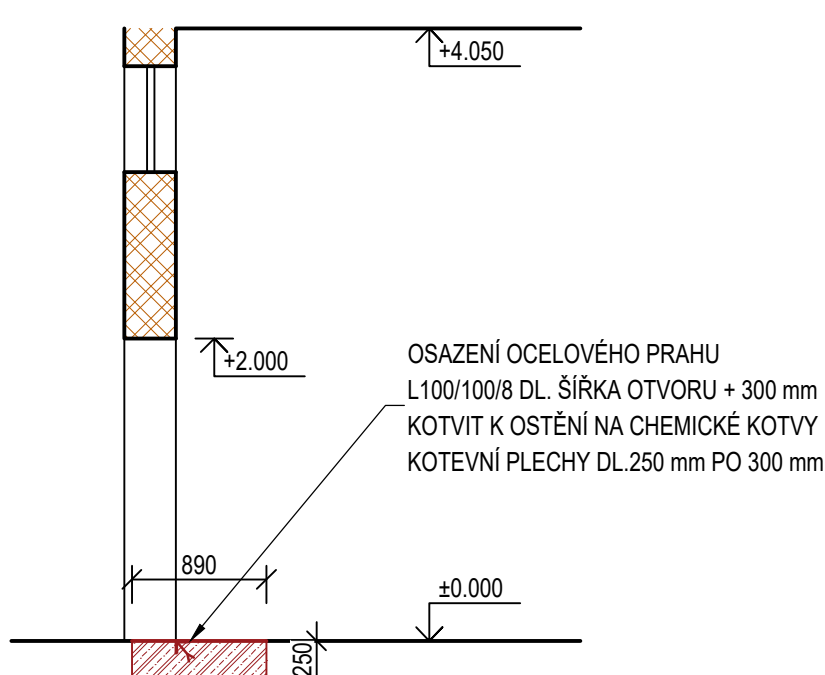 +4.050
+2.000
OSAZENÍ OCELOVÉHO PRAHU
L100/100/8 DL. ŠÍŘKA OTVORU + 300 mm
KOTVIT K OSTĚNÍ NA CHEMICKÉ KOTVY
KOTEVNÍ PLECHY DL.250 mm PO 300 mm
890
±0.000
250